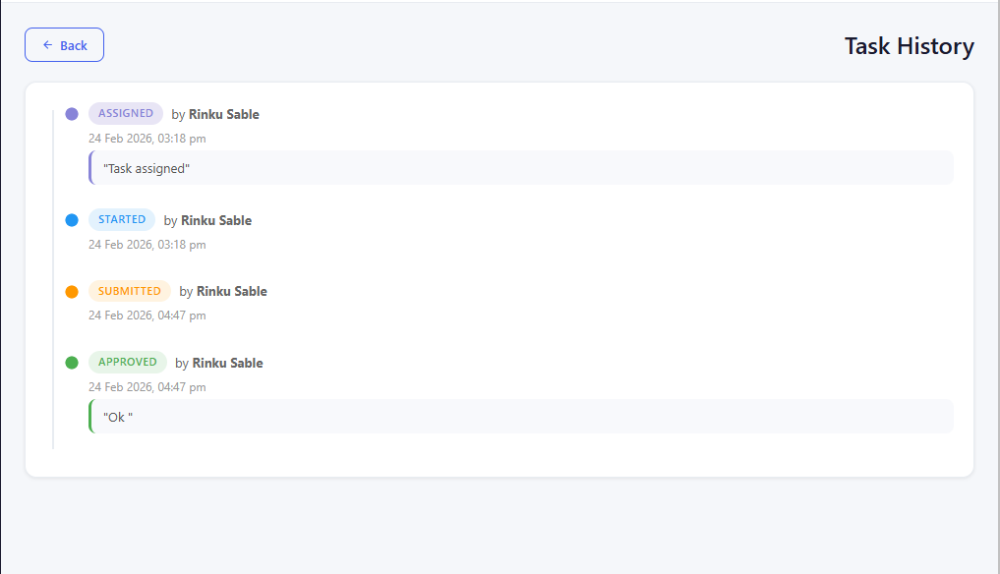 ← Back
Task History
ASSIGNED by Rinku Sable
24 Feb 2026, 03:18 pm
"Task assigned"
STARTED by Rinku Sable
24 Feb 2026, 03:18 pm
SUBMITTED by Rinku Sable
24 Feb 2026, 04:47 pm
APPROVED by Rinku Sable
24 Feb 2026, 04:47 pm
"Ok "